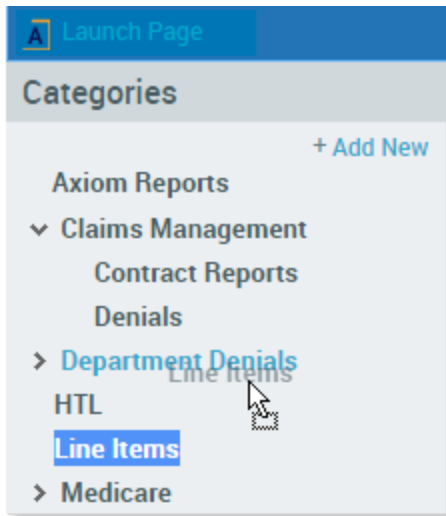 A Launch Page
Categories
+ Add New
Axiom Reports
Claims Management
Contract Reports
Denials
Department Denials
Line Items
HTL
Line Items
Medicare